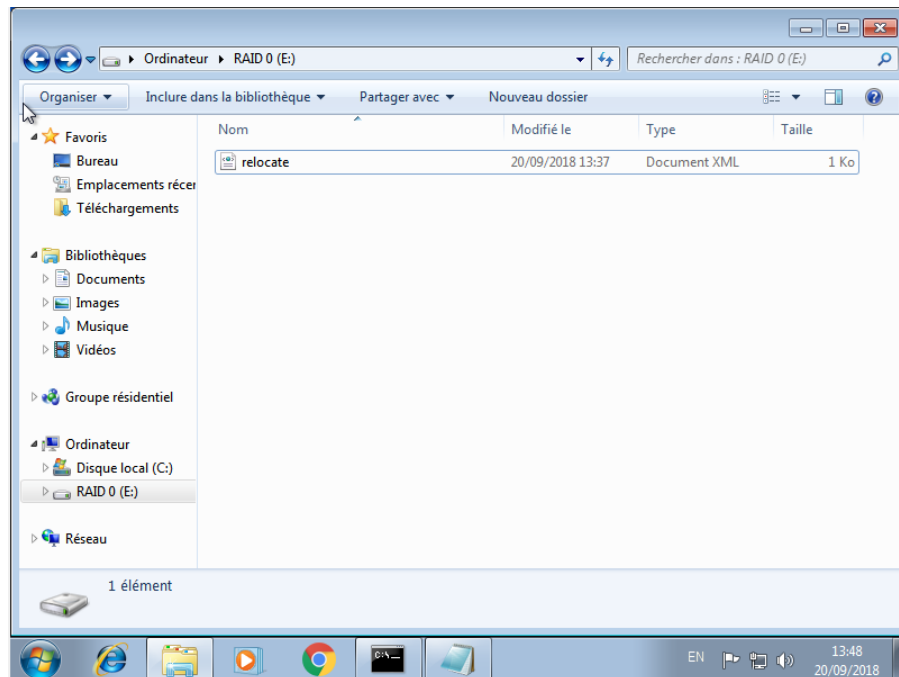 Ordinateur RAID 0 (E:) Rechercher dans : RAID 0 (E:)
Organiser Inclure dans la bibliothèque Partager avec Nouveau dossier
Nom Modifié le Type Taille
relocate 20/09/2018 13:37 Document XML 1 Ko
Favoris
Bureau
Emplacements récer
Téléchargements
Bibliothèques
Documents
Images
Musique
Vidéos
Groupe résidentiel
Ordinateur
Disque local (C:)
RAID 0 (E:)
Réseau
1 élément
C:\_
EN 13:48
20/09/2018